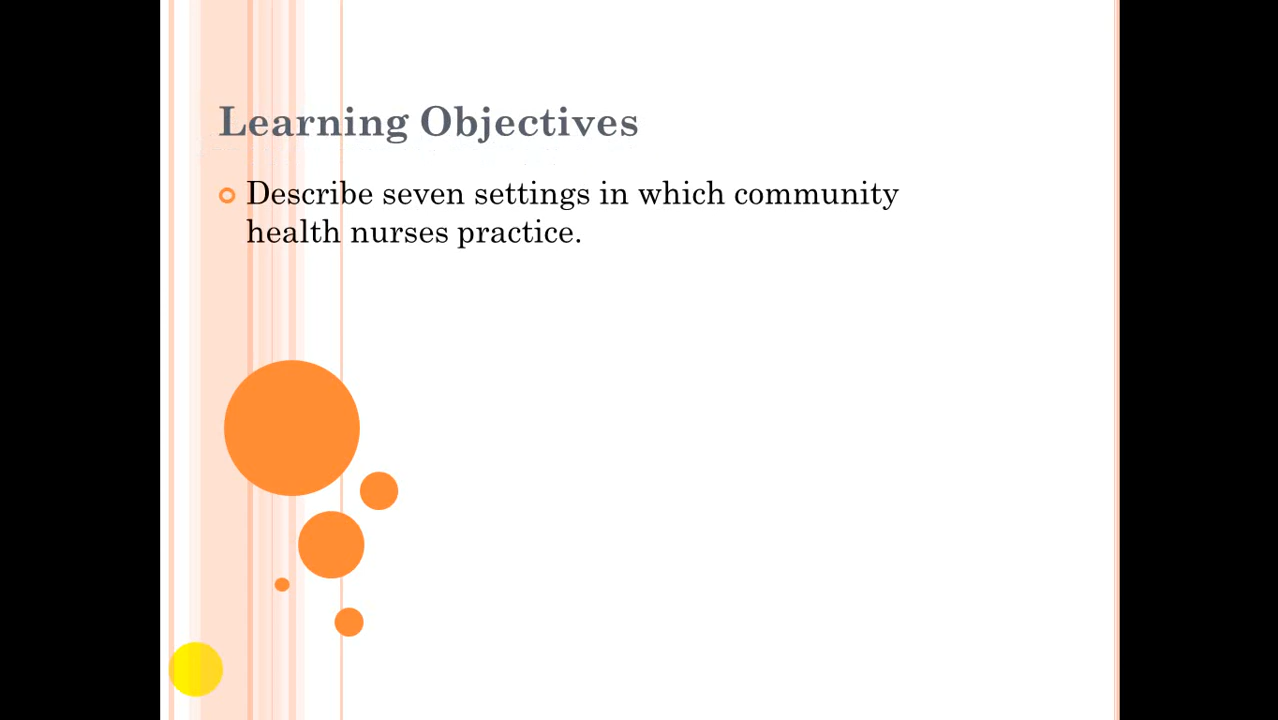 Learning Objectives
Describe seven settings in which community
health nurses practice.